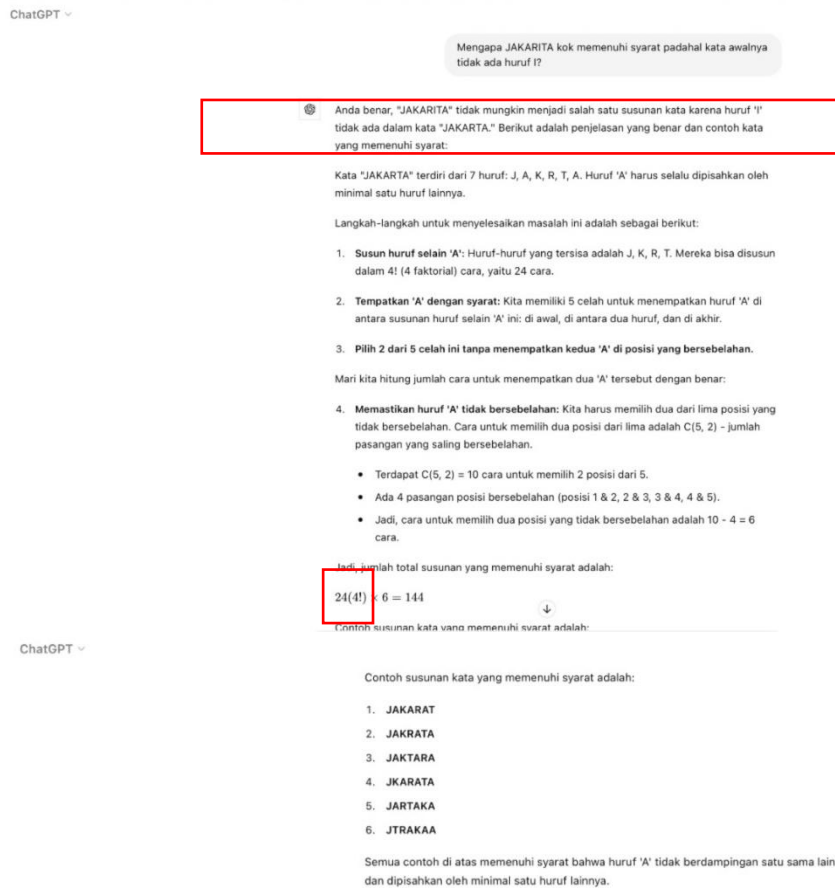 ChatGPT
Mengapa JAKARITA kok memenuhi syarat padahal kata awalnya
tidak ada huruf I?
Anda benar, "JAKARITA" tidak mungkin menjadi salah satu susunan kata karena huruf 'I'
tidak ada dalam kata "JAKARTA." Berikut adalah penjelasan yang benar dan contoh kata
yang memenuhi syarat:
Kata "JAKARTA" terdiri dari 7 huruf: J, A, K, R, T, A. Huruf 'A' harus selalu dipisahkan oleh
minimal satu huruf lainnya.
Langkah-langkah untuk menyelesaikan masalah ini adalah sebagai berikut:
1. Susun huruf selain 'A': Huruf-huruf yang tersisa adalah J, K, R, T. Mereka bisa disusun
dalam 4! (4 faktorial) cara, yaitu 24 cara.
2. Tempatkan 'A' dengan syarat: Kita memiliki 5 celah untuk menempatkan huruf 'A' di
antara susunan huruf selain 'A' ini: di awal, di antara dua huruf, dan di akhir.
3. Pilih 2 dari 5 celah ini tanpa menempatkan kedua 'A' di posisi yang bersebelahan.
Mari kita hitung jumlah cara untuk menempatkan dua 'A' tersebut dengan benar:
4. Memastikan huruf 'A' tidak bersebelahan: Kita harus memilih dua dari lima posisi yang
tidak bersebelahan. Cara untuk memilih dua posisi dari lima adalah C(5, 2) - jumlah
pasangan yang saling bersebelahan.
• Terdapat C(5, 2) = 10 cara untuk memilih 2 posisi dari 5.
• Ada 4 pasangan posisi bersebelahan (posisi 1 & 2, 2 & 3, 3 & 4, 4 & 5).
• Jadi, cara untuk memilih dua posisi yang tidak bersebelahan adalah 10 - 4 = 6
cara.
Jadi, jumlah total susunan yang memenuhi syarat adalah:
24(4!) × 6 = 144
Contoh susunan kata yang memenuhi syarat adalah:
ChatGPT
Contoh susunan kata yang memenuhi syarat adalah:
1. JAKARAT
2. JAKRATA
3. JAKTARA
4. JKARATA
5. JARTAKA
6. JTRAKAA
Semua contoh di atas memenuhi syarat bahwa huruf 'A' tidak berdampingan satu sama lain
dan dipisahkan oleh minimal satu huruf lainnya.